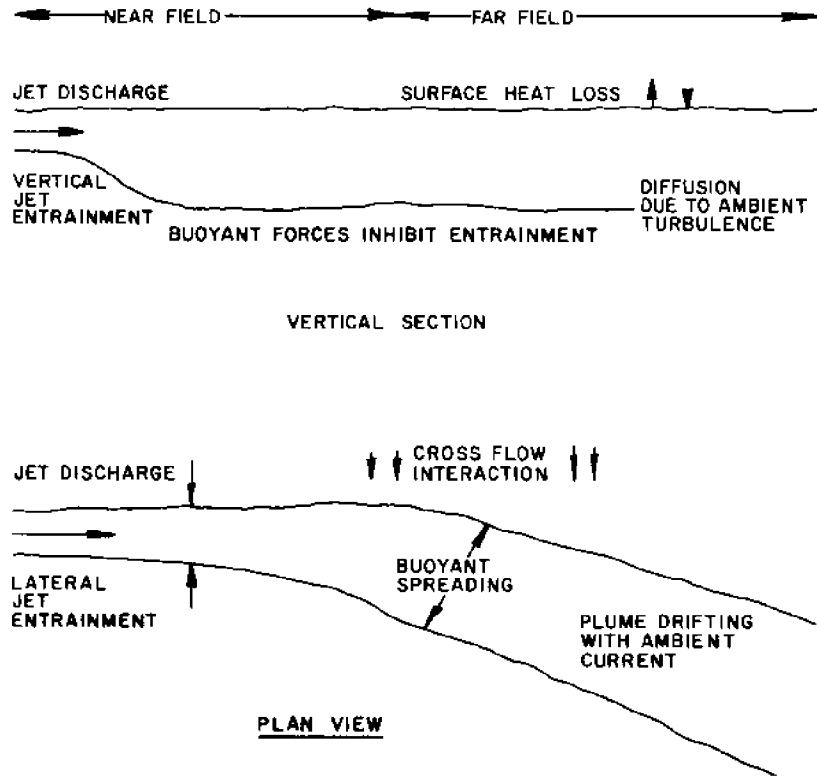 NEAR FIELD
FAR FIELD
JET DISCHARGE
SURFACE HEAT LOSS
VERTICAL
JET
ENTRAINMENT
DIFFUSION
DUE TO AMBIENT
TURBULENCE
BUOYANT FORCES INHIBIT ENTRAINMENT
VERTICAL SECTION
JET DISCHARGE
CROSS FLOW
INTERACTION
LATERAL
JET
ENTRAINMENT
BUOYANT
SPREADING
PLUME DRIFTING
WITH AMBIENT
CURRENT
PLAN VIEW